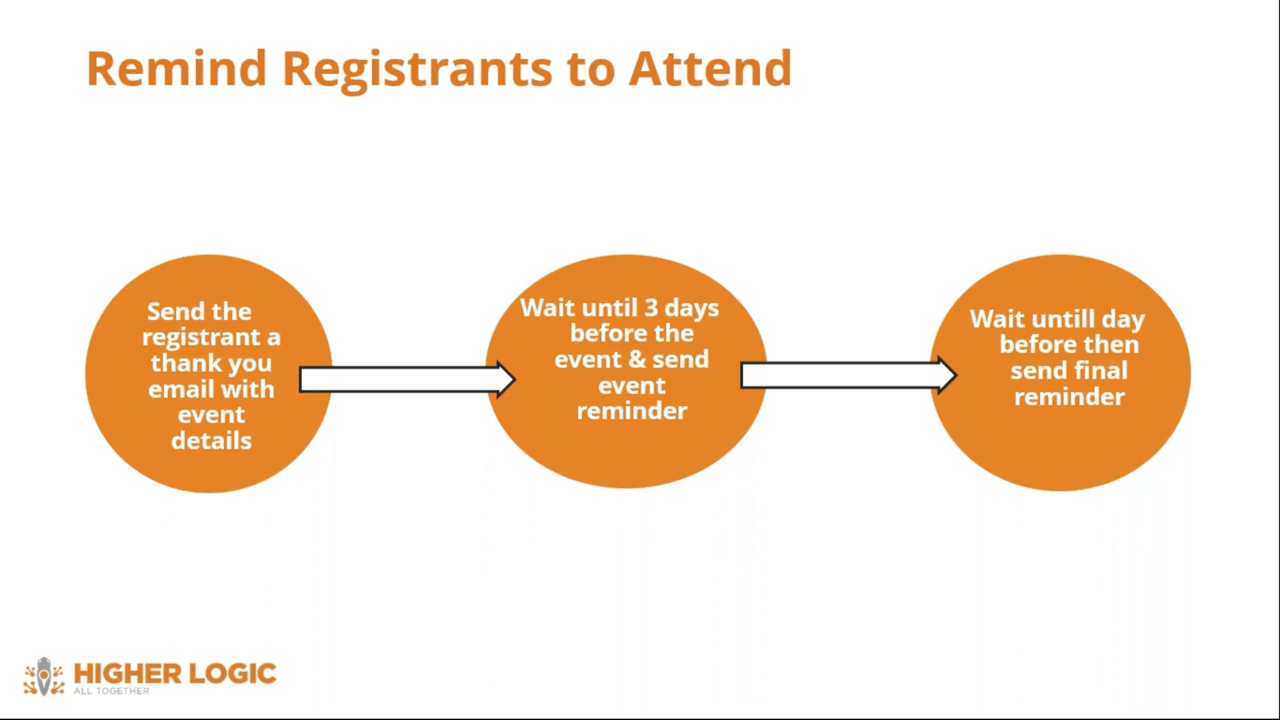 Remind Registrants to Attend
Send the
registrant a
thank you
email with
event
details
Wait until 3 days
before the
event & send
event
reminder
Wait untill day
before then
send final
reminder
HIGHER LOGIC
ALL TOGETHER